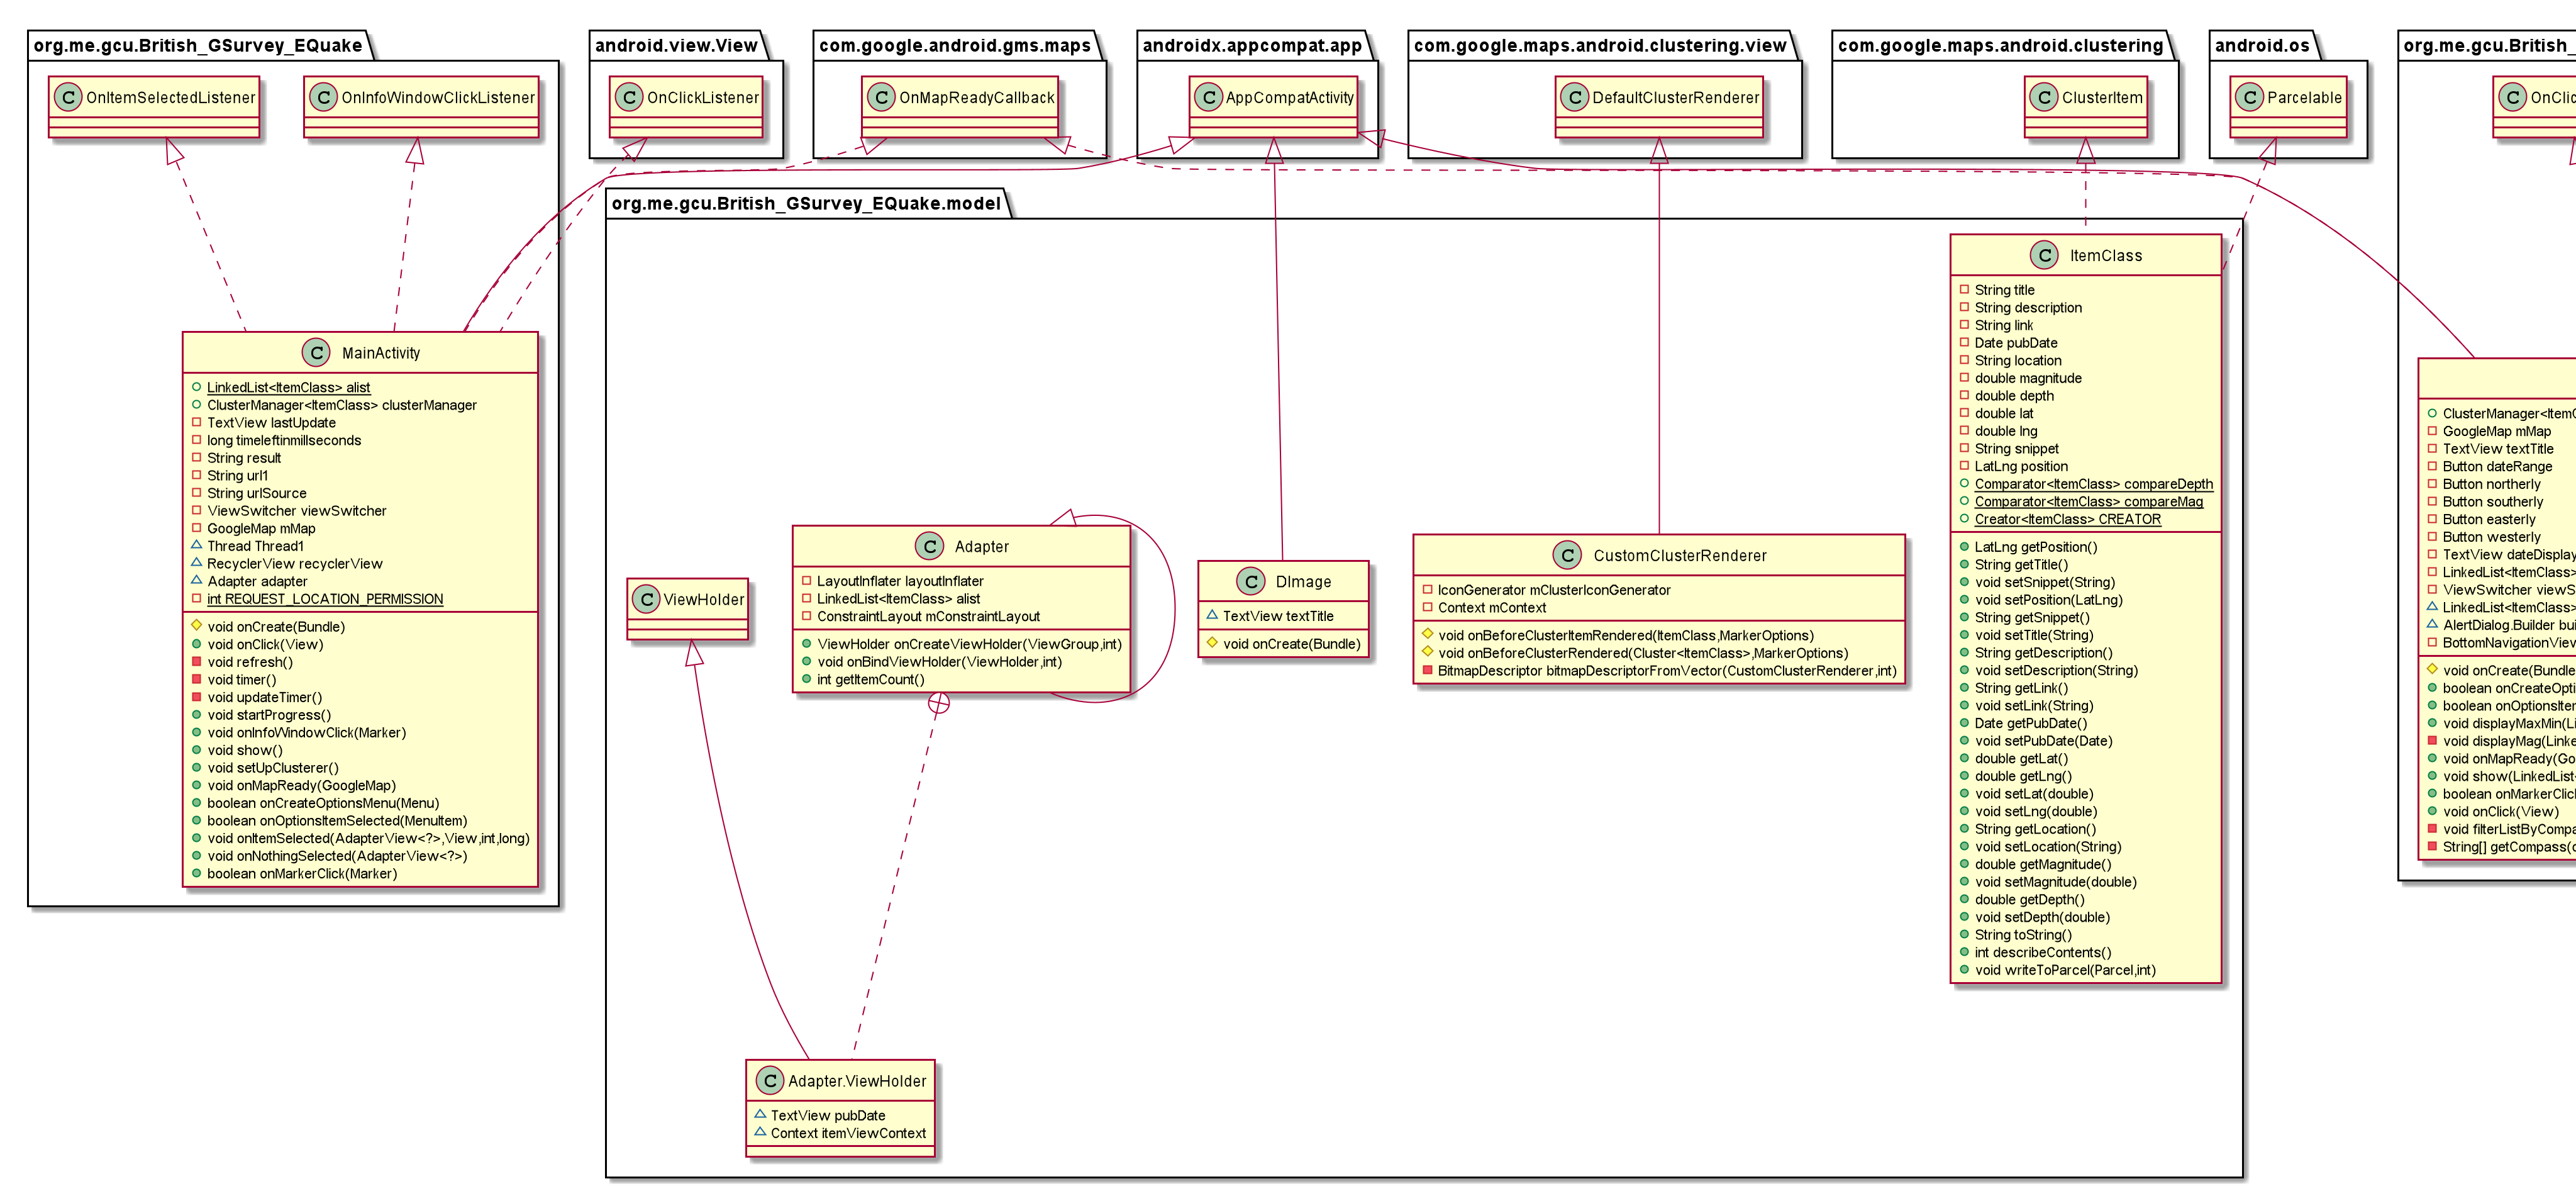 org.me.gcu.British_GSurvey_EQuake
C OnItemSelectedListener
C OnInfoWindowClickListener
android.view.View
C OnClickListener
com.google.android.gms.maps
C OnMapReadyCallback
androidx.appcompat.app
C AppCompatActivity
com.google.maps.android.clustering.view
C DefaultClusterRenderer
com.google.maps.android.clustering
C ClusterItem
android.os
C Parcelable
org.me.gcu.British_
C OnClic
C MainActivity
LinkedList<ItemClass> alist
ClusterManager<ItemClass> clusterManager
TextView lastUpdate
long timeleftinmillseconds
String result
String url1
String urlSource
ViewSwitcher viewSwitcher
GoogleMap mMap
Thread Thread1
RecyclerView recyclerView
Adapter adapter
int REQUEST_LOCATION_PERMISSION
void onCreate(Bundle)
void onClick(View)
void refresh()
void timer()
void updateTimer()
void startProgress()
void onInfoWindowClick(Marker)
void show()
void setUpClusterer()
void onMapReady(GoogleMap)
boolean onCreateOptionsMenu(Menu)
boolean onOptionsItemSelected(MenuItem)
void onItemSelected(AdapterView<?>,View,int,long)
void onNothingSelected(AdapterView<?>)
boolean onMarkerClick(Marker)
org.me.gcu.British_GSurvey_EQuake.model
C ViewHolder
C Adapter
LayoutInflater layoutInflater
LinkedList<ItemClass> alist
ConstraintLayout mConstraintLayout
ViewHolder onCreateViewHolder(ViewGroup,int)
void onBindViewHolder(ViewHolder,int)
int getItemCount()
C DImage
TextView textTitle
void onCreate(Bundle)
C CustomClusterRenderer
IconGenerator mClusterIconGenerator
Context mContext
void onBeforeClusterItemRendered(ItemClass,MarkerOptions)
void onBeforeClusterRendered(Cluster<ItemClass>,MarkerOptions)
BitmapDescriptor bitmapDescriptorFromVector(CustomClusterRenderer,int)
C ItemClass
String title
String description
String link
Date pubDate
String location
double magnitude
double depth
double lat
double lng
String snippet
LatLng position
Comparator<ItemClass> compareDepth
Comparator<ItemClass> compareMag
Creator<ItemClass> CREATOR
LatLng getPosition()
String getTitle()
void setSnippet(String)
void setPosition(LatLng)
String getSnippet()
void setTitle(String)
String getDescription()
void setDescription(String)
String getLink()
void setLink(String)
Date getPubDate()
void setPubDate(Date)
double getLat()
double getLng()
void setLat(double)
void setLng(double)
String getLocation()
void setLocation(String)
double getMagnitude()
void setMagnitude(double)
double getDepth()
void setDepth(double)
String toString()
int describeContents()
void writeToParcel(Parcel,int)
C Adapter.ViewHolder
TextView pubDate
Context itemViewContext
ClusterManager<ItemC
GoogleMap mMap
TextView textTitle
Button dateRange
Button northerly
Button southerly
Button easterly
Button westerly
TextView dateDisplay
LinkedList<ItemClass>
ViewSwitcher viewS
LinkedList<ItemClass>
AlertDialog.Builder bui
BottomNavigationView
void onCreate(Bundle
boolean onCreateOpti
boolean onOptionsIter
void displayMaxMin(Li
void displayMag(Linke
void onMapReady(Go
void show(LinkedList<
boolean onMarkerClick
void onClick(View)
void filterListByCompa
String[] getCompass(d